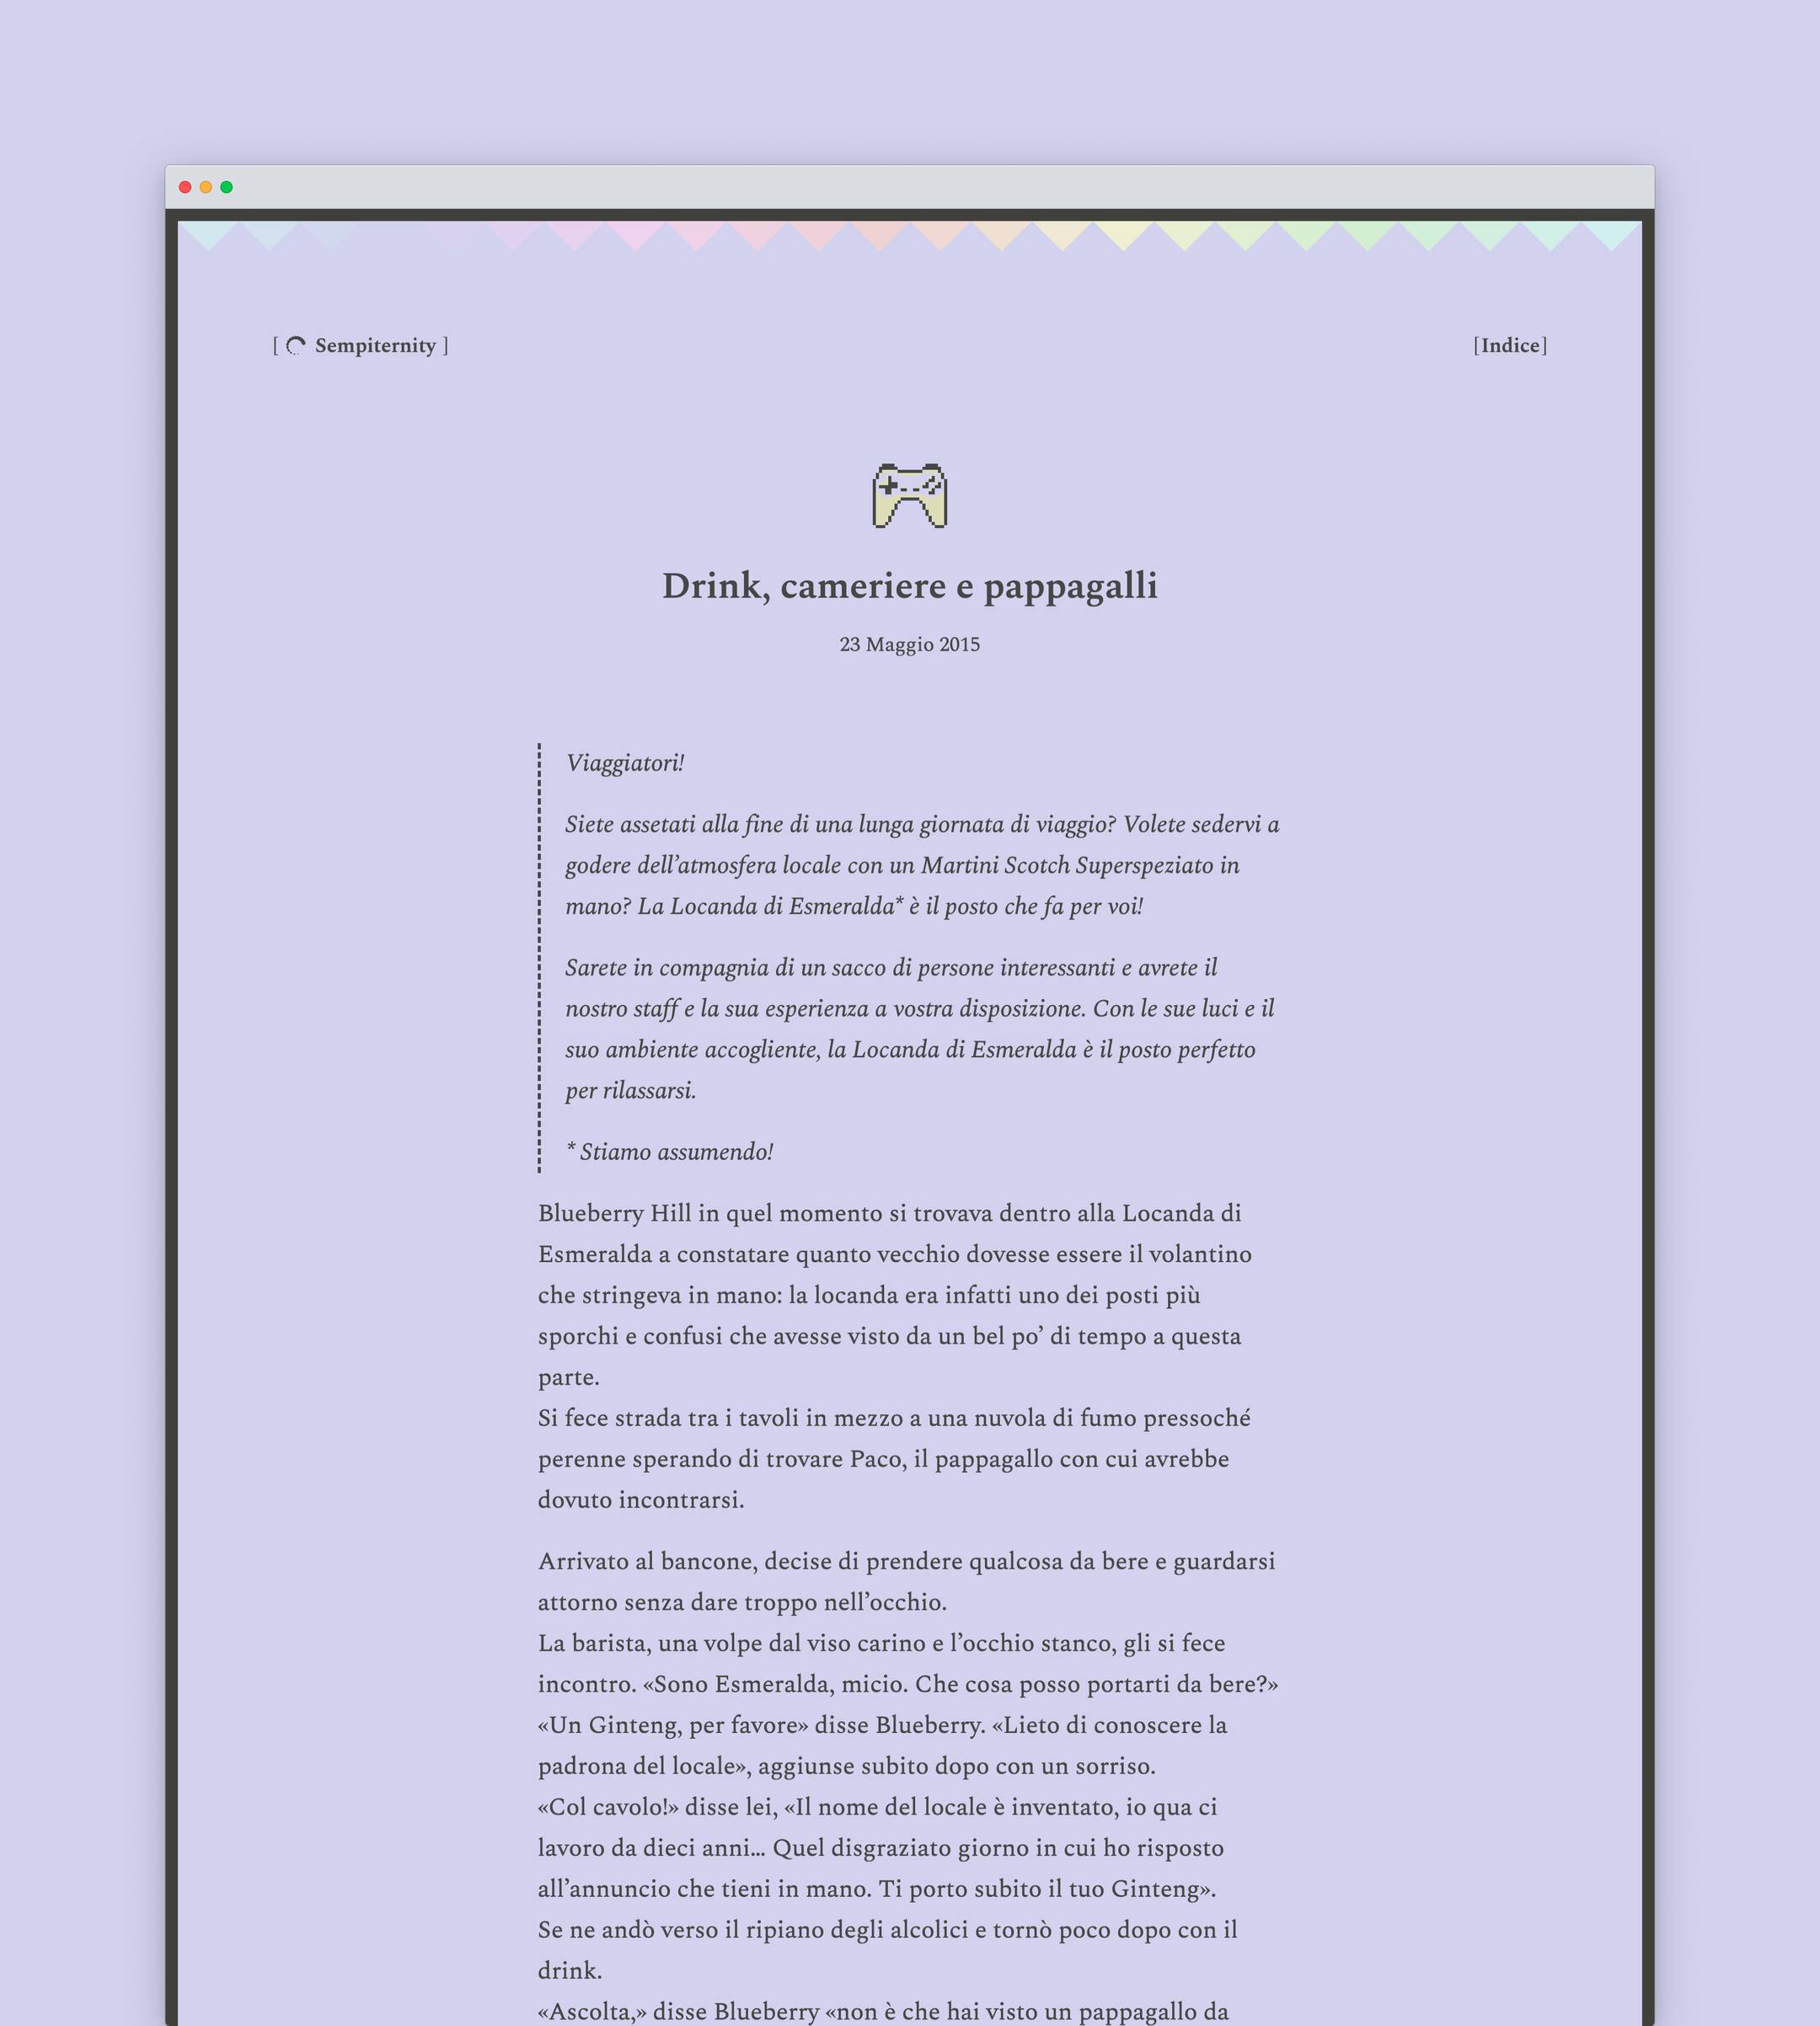 [ Sempiternity ]
[Indice]
Drink, cameriere e pappagalli
23 Maggio 2015
Viaggiatori!
Siete assetati alla fine di una lunga giornata di viaggio? Volete sedervi a
godere dell’atmosfera locale con un Martini Scotch Superspeziato in
mano? La Locanda di Esmeralda* è il posto che fa per voi!
Sarete in compagnia di un sacco di persone interessanti e avrete il
nostro staff e la sua esperienza a vostra disposizione. Con le sue luci e il
suo ambiente accogliente, la Locanda di Esmeralda è il posto perfetto
per rilassarsi.
* Stiamo assumendo!
Blueberry Hill in quel momento si trovava dentro alla Locanda di
Esmeralda a constatare quanto vecchio dovesse essere il volantino
che stringeva in mano: la locanda era infatti uno dei posti più
sporchi e confusi che avesse visto da un bel po’ di tempo a questa
parte.
Si fece strada tra i tavoli in mezzo a una nuvola di fumo pressoché
perenne sperando di trovare Paco, il pappagallo con cui avrebbe
dovuto incontrarsi.
Arrivato al bancone, decise di prendere qualcosa da bere e guardarsi
attorno senza dare troppo nell’occhio.
La barista, una volpe dal viso carino e l’occhio stanco, gli si fece
incontro. «Sono Esmeralda, micio. Che cosa posso portarti da bere?»
«Un Ginteng, per favore» disse Blueberry. «Lieto di conoscere la
padrona del locale», aggiunse subito dopo con un sorriso.
«Col cavolo!» disse lei, «Il nome del locale è inventato, io qua ci
lavoro da dieci anni… Quel disgraziato giorno in cui ho risposto
all’annuncio che tieni in mano. Ti porto subito il tuo Ginteng».
Se ne andò verso il ripiano degli alcolici e tornò poco dopo con il
drink.
«Ascolta,» disse Blueberry «non è che hai visto un pappagallo da